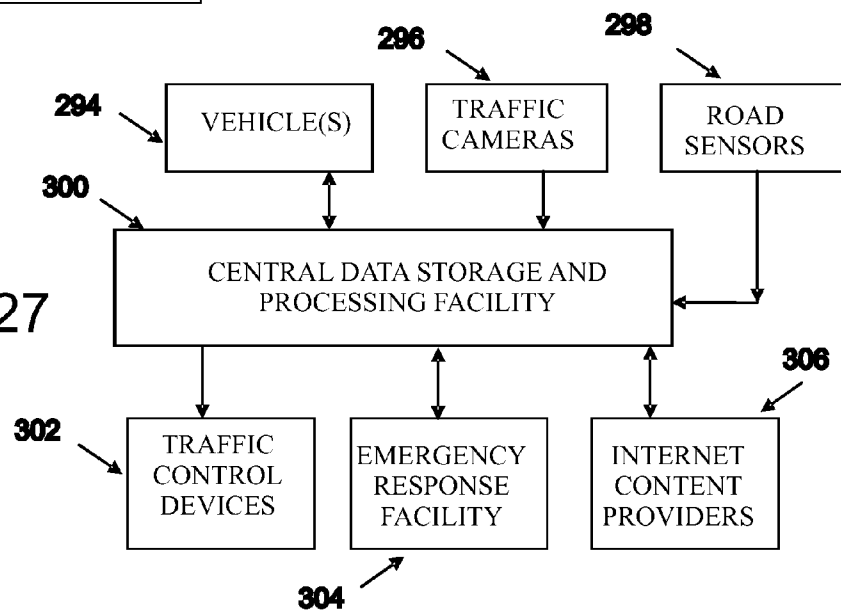 296
298
294
VEHICLE(S)
TRAFFIC
CAMERAS
ROAD
SENSORS
300
CENTRAL DATA STORAGE AND
PROCESSING FACILITY
27
306
302
TRAFFIC
CONTROL
DEVICES
EMERGENCY
RESPONSE
FACILITY
INTERNET
CONTENT
PROVIDERS
304